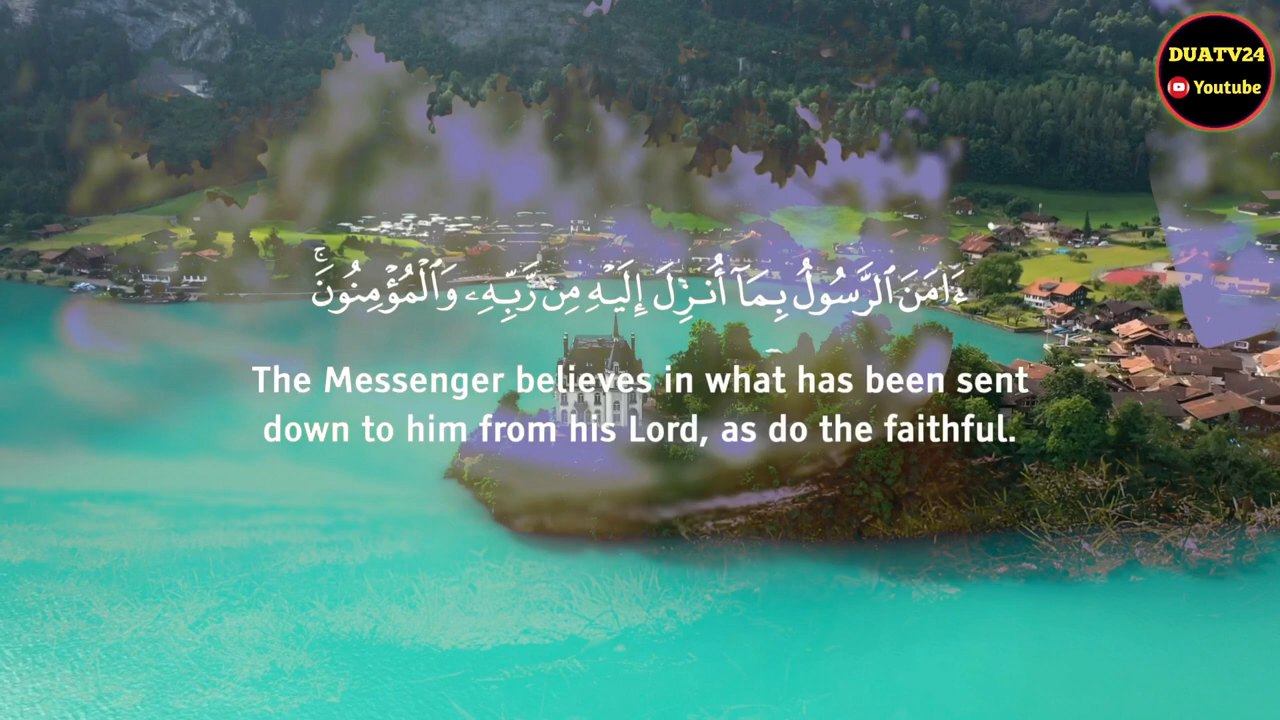 DUATV24
Youtube
ءَامَنَ ٱلرَّسُولُ بِمَآ أُنزِلَ إِلَيْهِ مِن رَّبِّهِۦ وَٱلْمُؤْمِنُونَ ۚ
The Messenger believes in what has been sent
down to him from his Lord, as do the faithful.